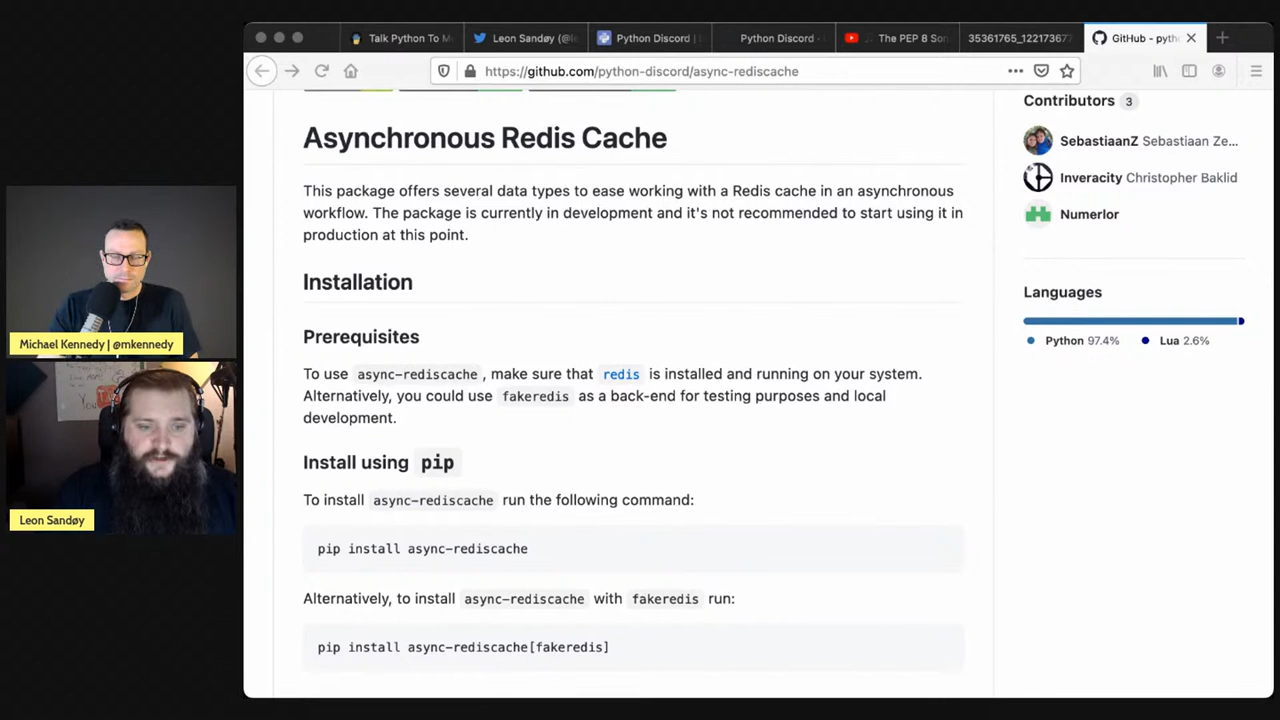 Talk Python To M
Leon Sandøy (@le
Python Discord |
Python Discord -
The PEP 8 Son
35361765_122173677
GitHub - pytho
https://github.com/python-discord/async-rediscache
Contributors 3
Asynchronous Redis Cache
SebastiaanZ Sebastiaan Ze...
Inveracity Christopher Baklid
This package offers several data types to ease working with a Redis cache in an asynchronous
workflow. The package is currently in development and it's not recommended to start using it in
production at this point.
Numerlor
Installation
Languages
Prerequisites
Python 97.4%
Lua 2.6%
Michael Kennedy | @mkennedy
To use async-rediscache, make sure that redis is installed and running on your system.
Alternatively, you could use fakeredis as a back-end for testing purposes and local
development.
Install using pip
To install async-rediscache run the following command:
Leon Sandøy
pip install async-rediscache
Alternatively, to install async-rediscache with fakeredis run:
pip install async-rediscache[fakeredis]